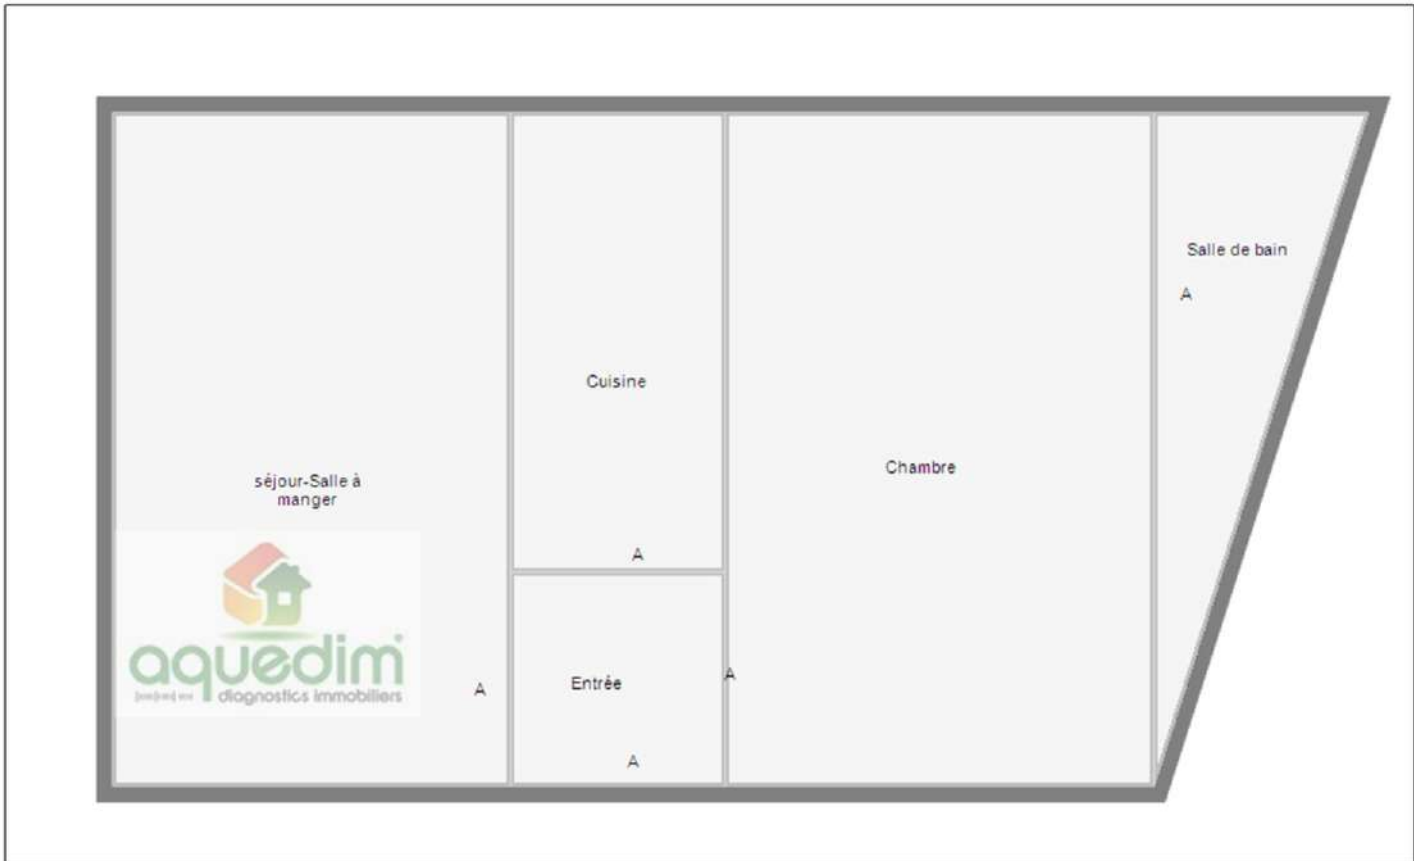 Salle de bain
A
Cuisine
Chambre
séjour-Salle à
manger
A
aquedim
diagnostics immobiliers
A
Entrée
A
A